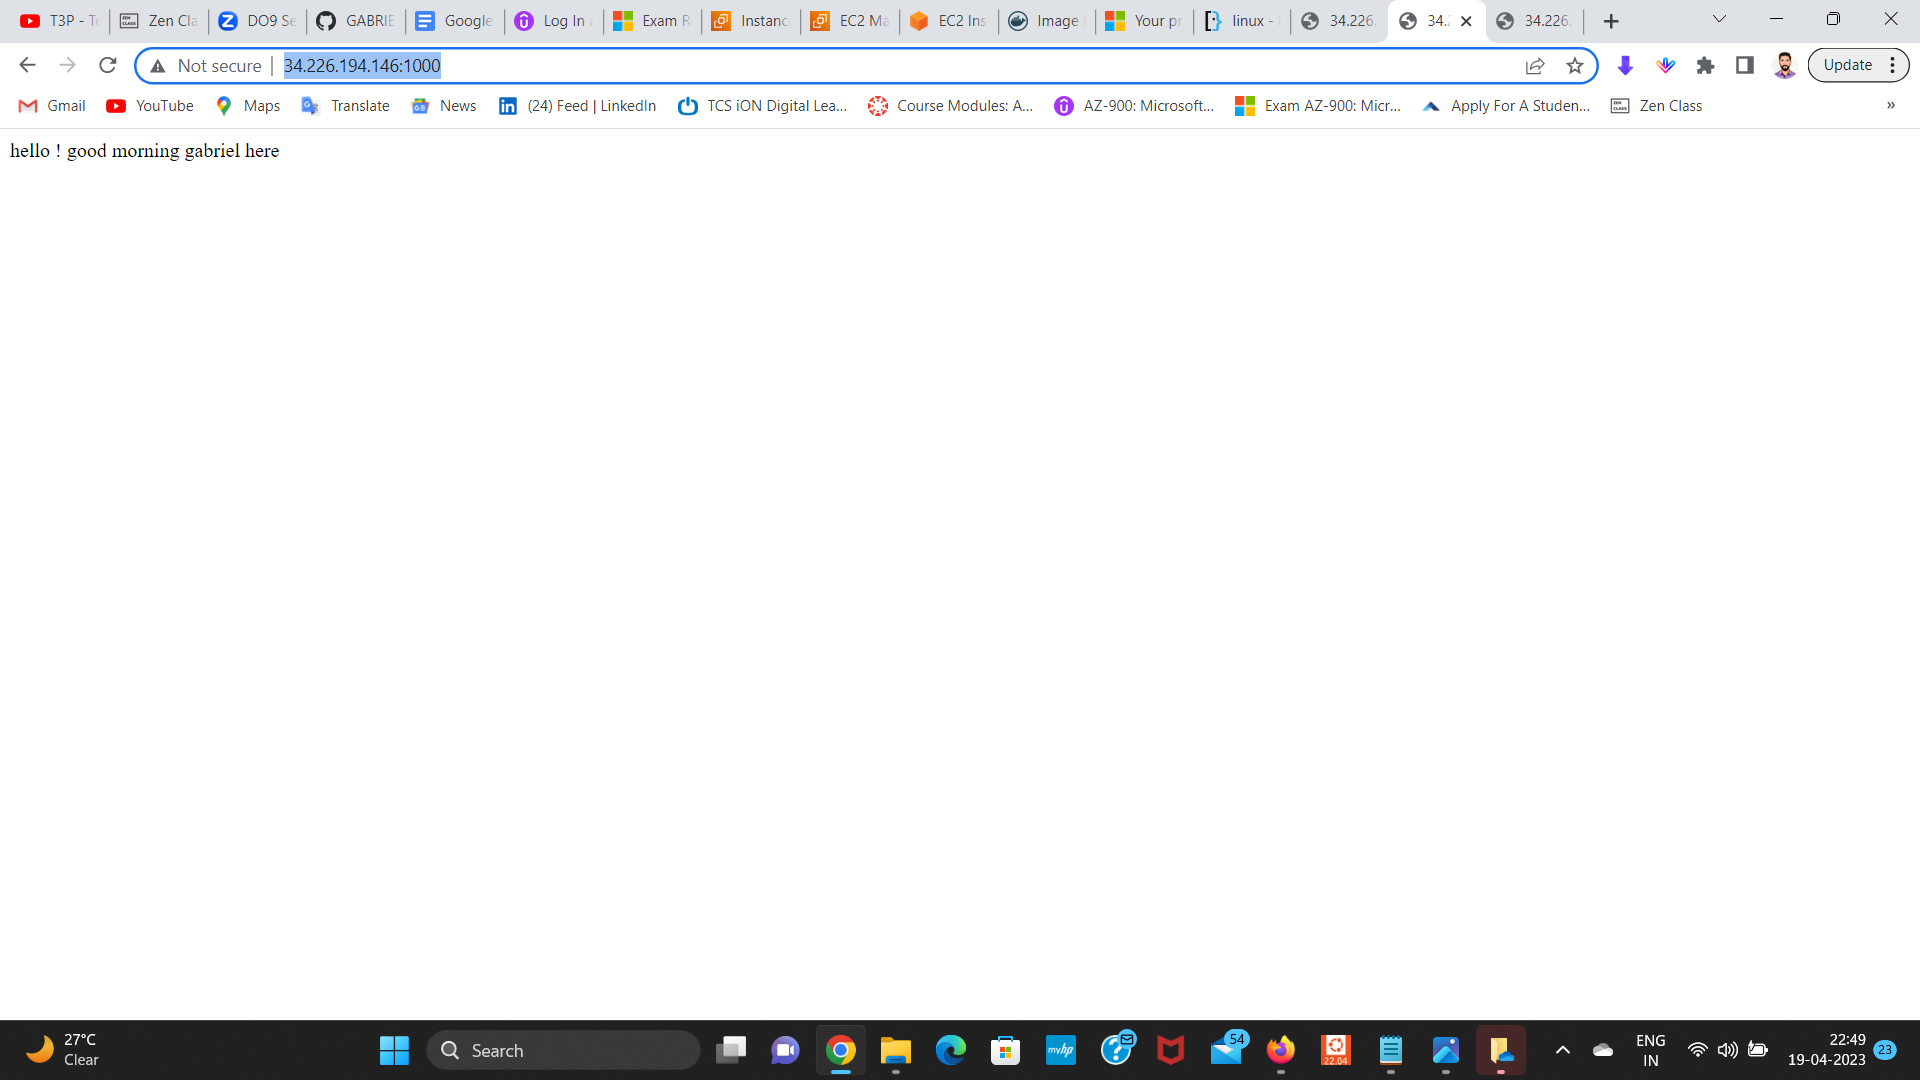 T3P - Te
Zen Cla
DO9 Se
GABRIE
Google
Log In a
Exam R
Instanc
EC2 Ma
EC2 Ins
Image
Your pr
linux -
34.226.
34.2
34.226.
Not secure
34.226.194.146:1000
Update
Gmail
YouTube
Maps
Translate
News
(24) Feed | LinkedIn
TCS iON Digital Lea...
Course Modules: A...
AZ-900: Microsoft...
Exam AZ-900: Micr...
Apply For A Studen...
Zen Class
»
hello ! good morning gabriel here
27°C
Clear
Search
myhp
54
22.04
ENG
IN
22:49
19-04-2023
23